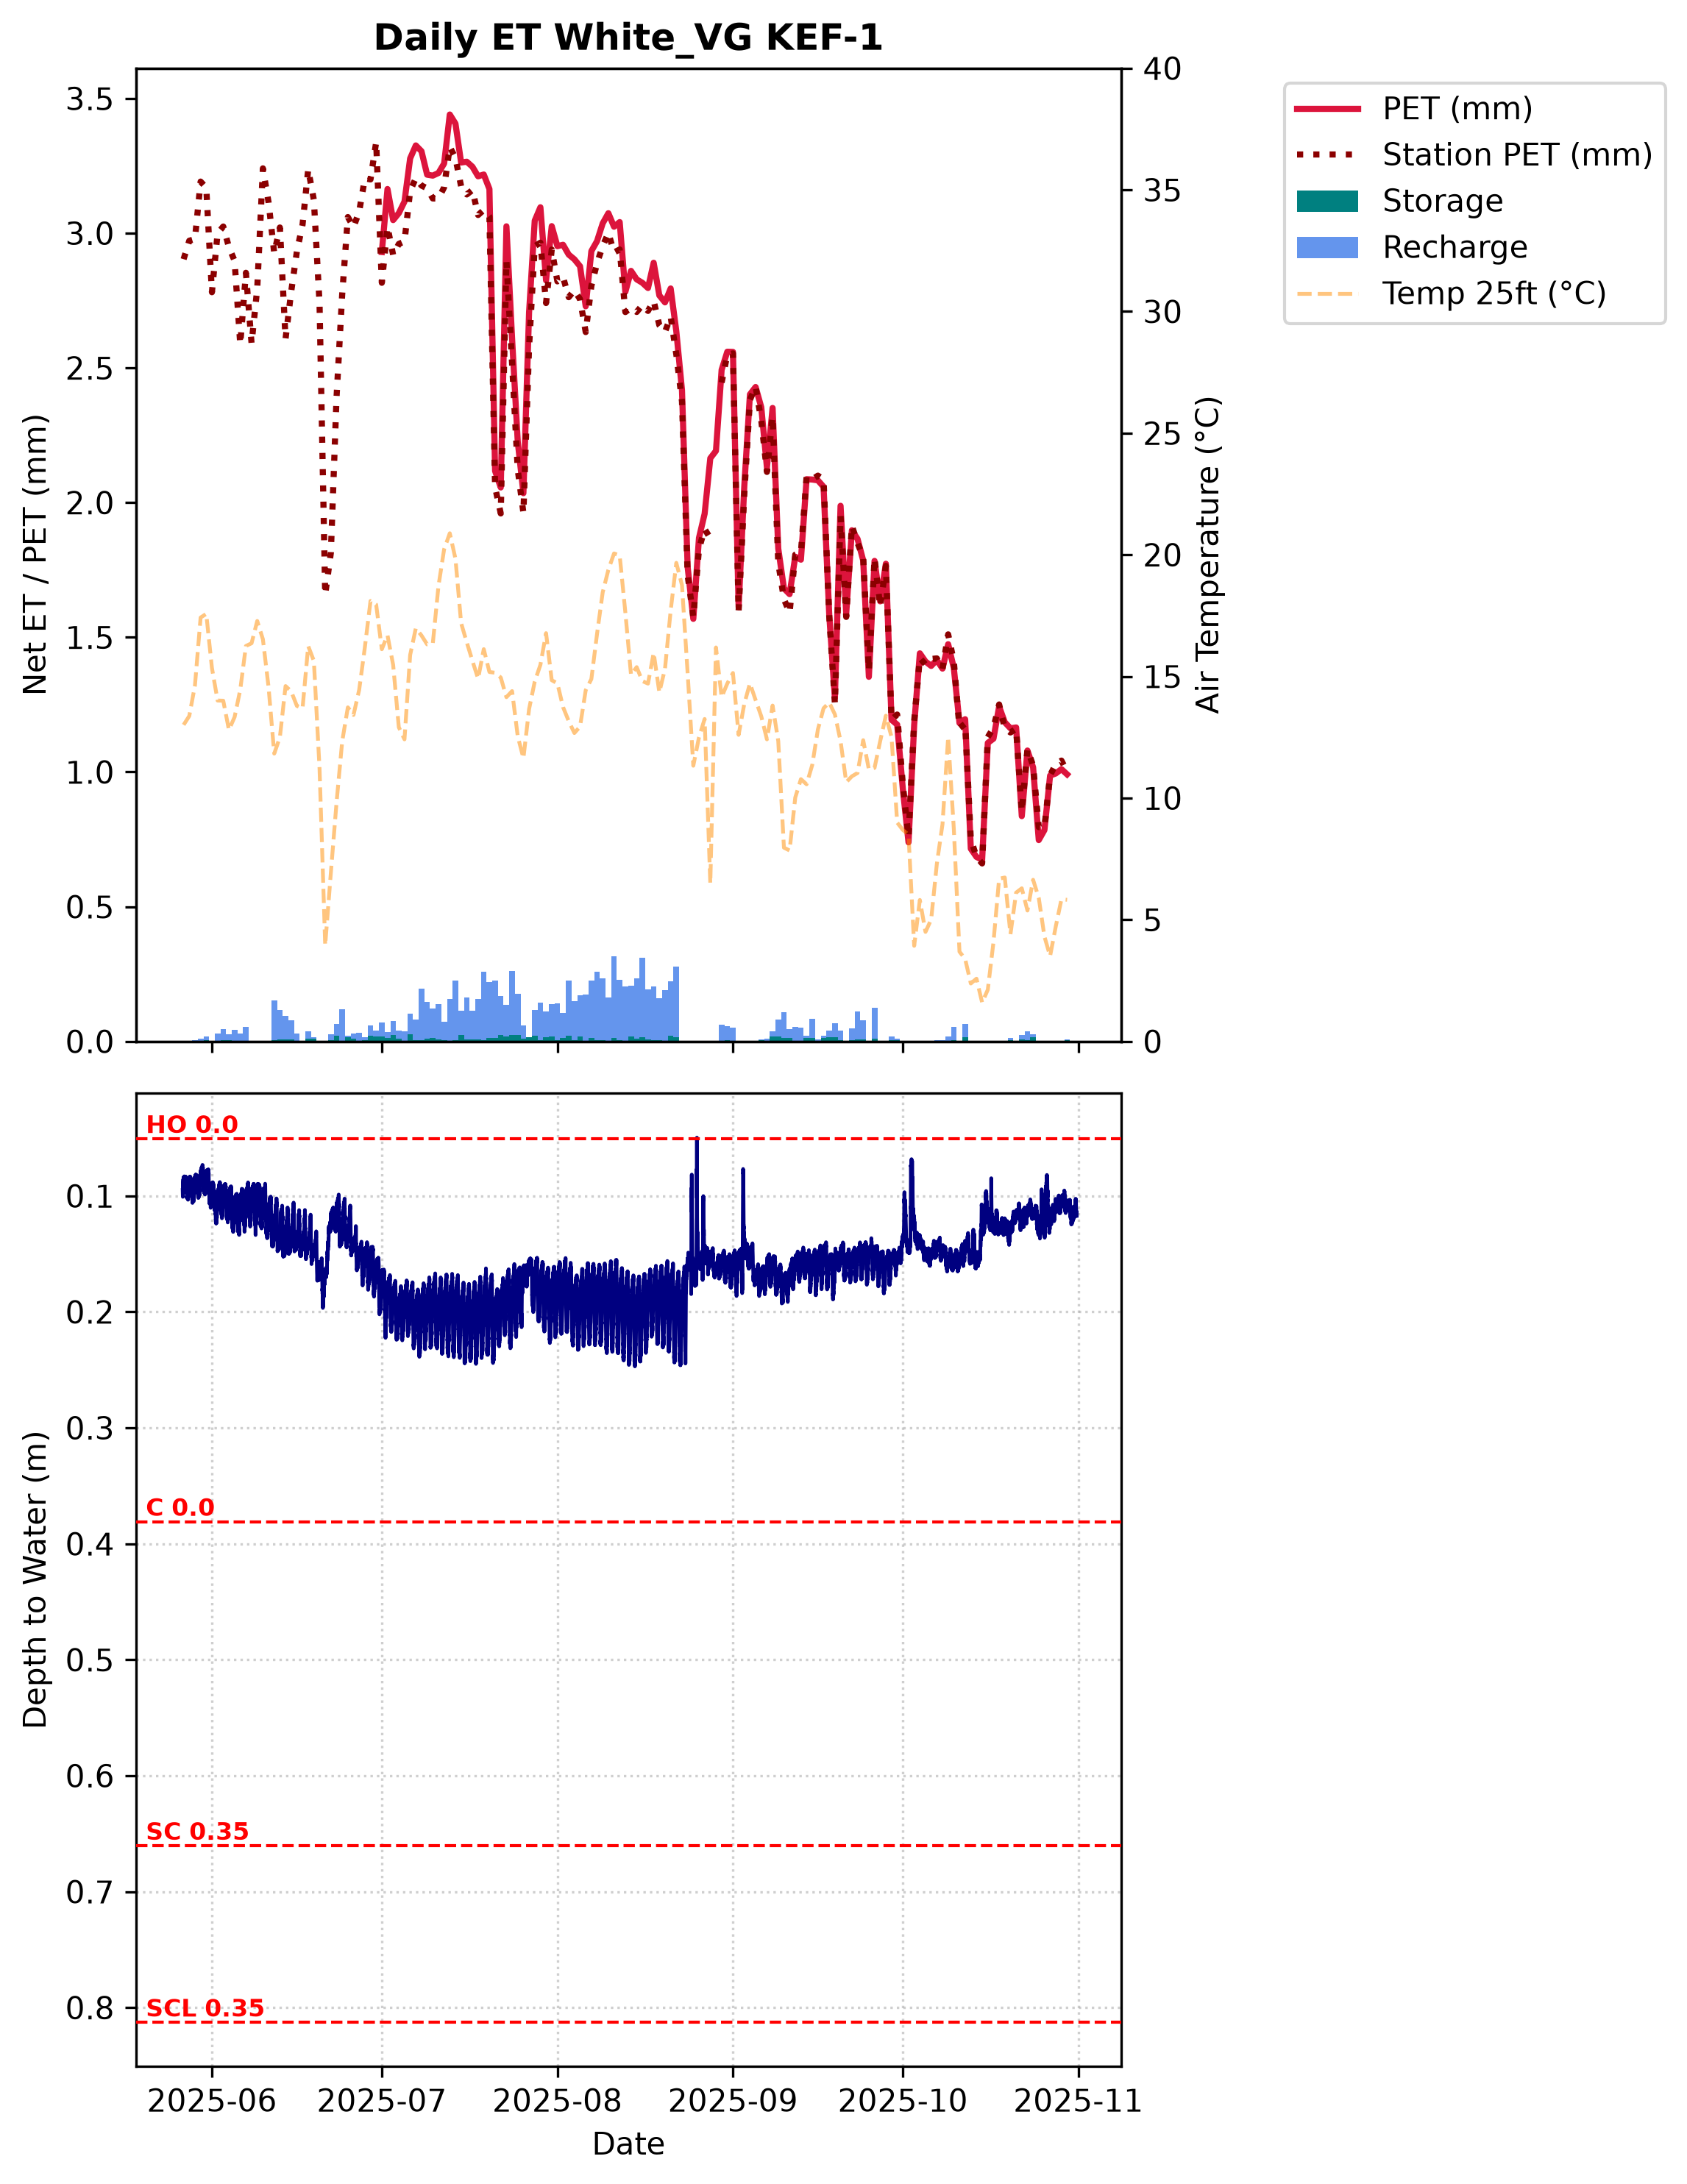 Daily ET White_VG KEF-1
Net ET / PET (mm)
3.5
3.0
2.5
2.0
1.5
1.0
0.5
0.0
40
35
30
25
20
15
10
5
0
Air Temperature (°C)
PET (mm)
Station PET (mm)
Storage
Recharge
Temp 25ft (°C)
Depth to Water (m)
0.1
0.2
0.3
0.4
0.5
0.6
0.7
0.8
HO 0.0
C 0.0
SC 0.35
SCL 0.35
2025-06 2025-07 2025-08 2025-09 2025-10 2025-11
Date